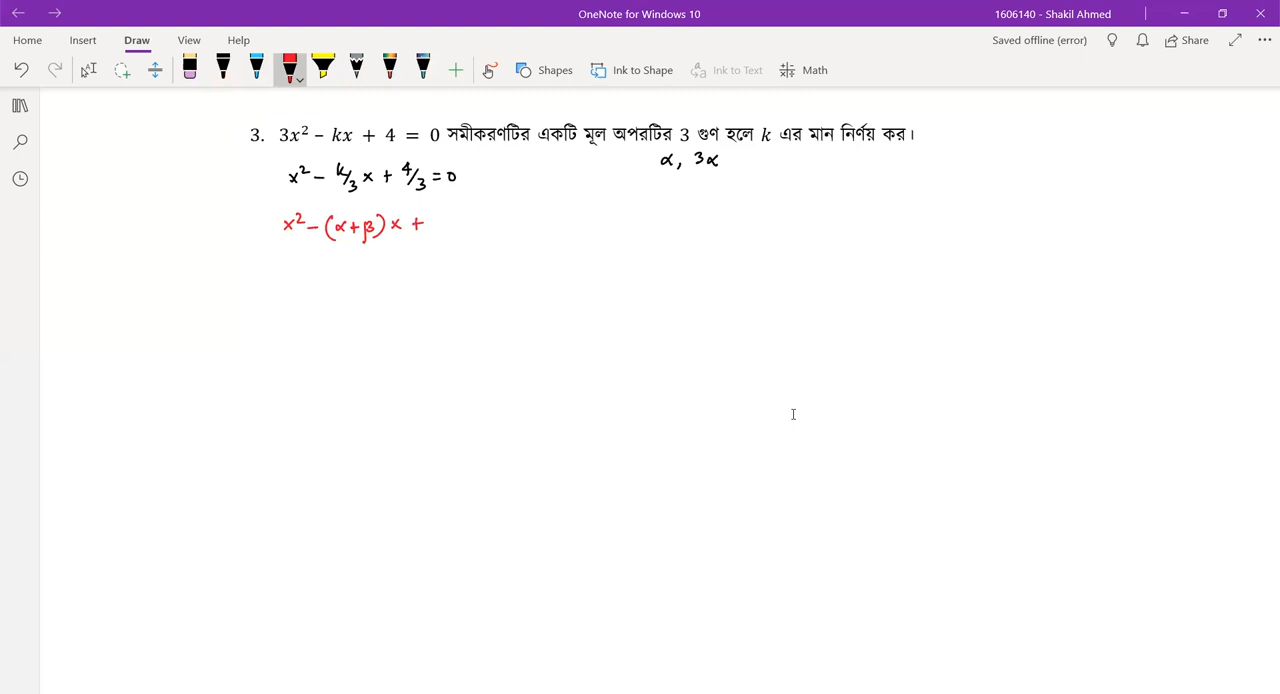 OneNote for Windows 10
1606140 - Shakil Ahmed
Home Insert Draw View Help
Saved offline (error)
Share
Shapes
Ink to Shape
Ink to Text
Math
3. 3x² − kx + 4 = 0 সমীকরণটির একটি মূল অপরটির 3 গুণ হলে k এর মান নির্ণয় কর।
α, 3α
x² − k/3 x + 4/3 = 0
x² − (α+β) x +